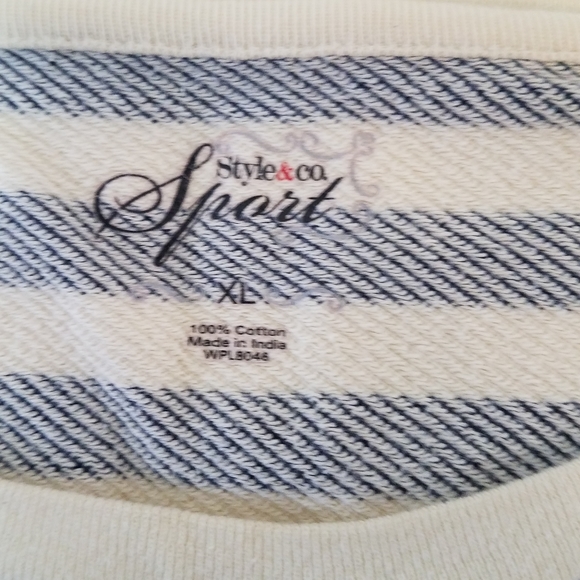 Style&co.
Sport
XL
100% Cotton
Made in India
WPL8046